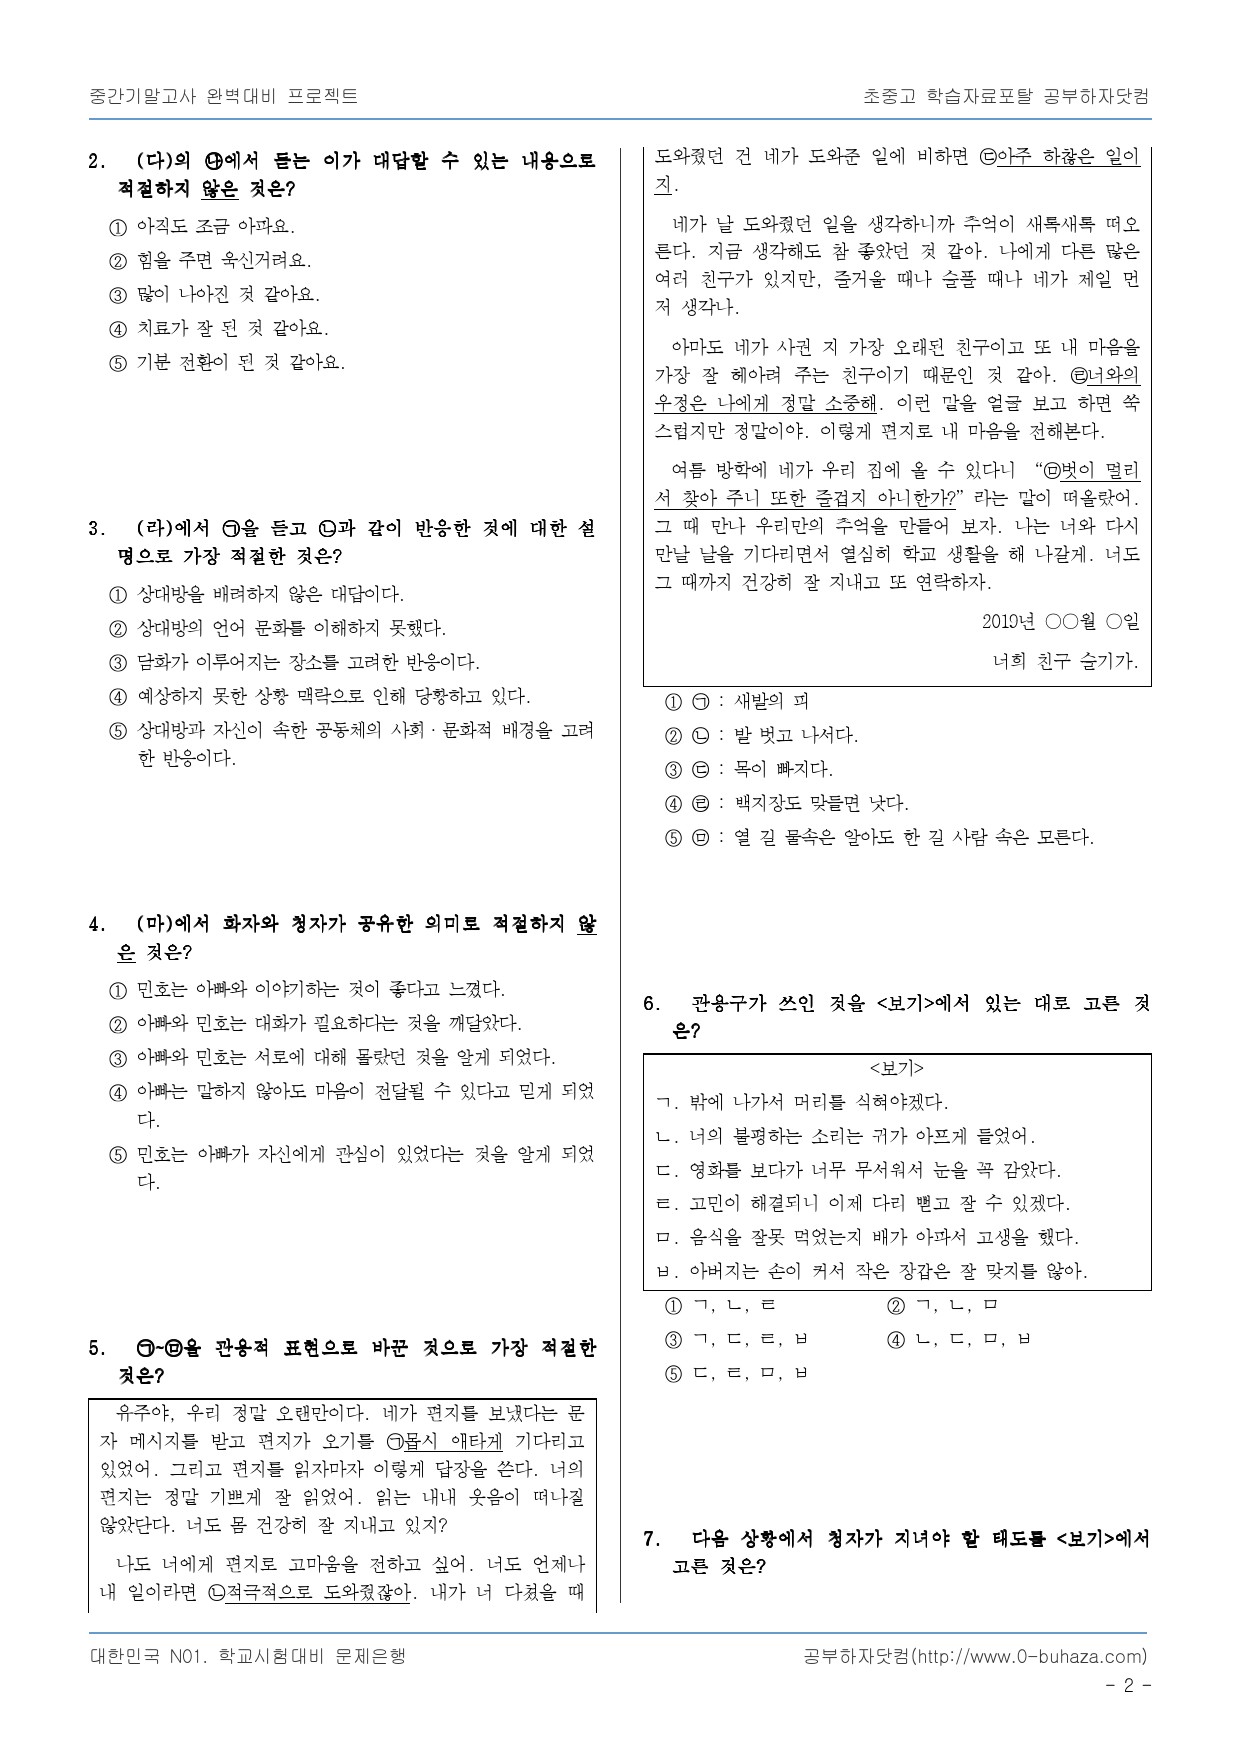 중간기말고사 완벽대비 프로젝트
초중고 학습자료포탈 공부하자닷컴
2. (다)의 ㉯에서 듣는 이가 대답할 수 있는 내용으로
적절하지 않은 것은?
① 아직도 조금 아파요.
② 힘을 주면 욱신거려요.
③ 많이 나아진 것 같아요.
④ 치료가 잘 된 것 같아요.
⑤ 기분 전환이 된 것 같아요.
3. (라)에서 ㉠을 듣고 ㉡과 같이 반응한 것에 대한 설
명으로 가장 적절한 것은?
① 상대방을 배려하지 않은 대답이다.
② 상대방의 언어 문화를 이해하지 못했다.
③ 담화가 이루어지는 장소를 고려한 반응이다.
④ 예상하지 못한 상황 맥락으로 인해 당황하고 있다.
⑤ 상대방과 자신이 속한 공동체의 사회·문화적 배경을 고려
한 반응이다.
4. (마)에서 화자와 청자가 공유한 의미로 적절하지 않
은 것은?
① 민호는 아빠와 이야기하는 것이 좋다고 느꼈다.
② 아빠와 민호는 대화가 필요하다는 것을 깨달았다.
③ 아빠와 민호는 서로에 대해 몰랐던 것을 알게 되었다.
④ 아빠는 말하지 않아도 마음이 전달될 수 있다고 믿게 되었
다.
⑤ 민호는 아빠가 자신에게 관심이 있었다는 것을 알게 되었
다.
5. ㉠~㉤을 관용적 표현으로 바꾼 것으로 가장 적절한
것은?
유주야, 우리 정말 오랜만이다. 네가 편지를 보냈다는 문
자 메시지를 받고 편지가 오기를 ㉠몹시 애타게 기다리고
있었어. 그리고 편지를 읽자마자 이렇게 답장을 쓴다. 너의
편지는 정말 기쁘게 잘 읽었어. 읽는 내내 웃음이 떠나질
않았단다. 너도 몸 건강히 잘 지내고 있지?
나도 너에게 편지로 고마움을 전하고 싶어. 너도 언제나
내 일이라면 ㉡적극적으로 도와줬잖아. 내가 너 다쳤을 때
도와줬던 건 네가 도와준 일에 비하면 ㉢아주 하찮은 일이
지.
네가 날 도와줬던 일을 생각하니까 추억이 새록새록 떠오
른다. 지금 생각해도 참 좋았던 것 같아. 나에게 다른 많은
여러 친구가 있지만, 즐거울 때나 슬플 때나 네가 제일 먼
저 생각나.
아마도 네가 사귄 지 가장 오래된 친구이고 또 내 마음을
가장 잘 헤아려 주는 친구이기 때문인 것 같아. ㉣너와의
우정은 나에게 정말 소중해. 이런 말을 얼굴 보고 하면 쑥
스럽지만 정말이야. 이렇게 편지로 내 마음을 전해본다.
여름 방학에 네가 우리 집에 올 수 있다니 “㉤벗이 멀리
서 찾아 주니 또한 즐겁지 아니한가?”라는 말이 떠올랐어.
그 때 만나 우리만의 추억을 만들어 보자. 나는 너와 다시
만날 날을 기다리면서 열심히 학교 생활을 해 나갈게. 너도
그 때까지 건강히 잘 지내고 또 연락하자.
2019년 ○○월 ○일
너희 친구 슬기가.
① ㉠ : 새발의 피
② ㉡ : 발 벗고 나서다.
③ ㉢ : 목이 빠지다.
④ ㉣ : 백지장도 맞들면 낫다.
⑤ ㉤ : 열 길 물속은 알아도 한 길 사람 속은 모른다.
6. 관용구가 쓰인 것을 <보기>에서 있는 대로 고른 것
은?
<보기>
ㄱ. 밖에 나가서 머리를 식혀야겠다.
ㄴ. 너의 불평하는 소리는 귀가 아프게 들었어.
ㄷ. 영화를 보다가 너무 무서워서 눈을 꼭 감았다.
ㄹ. 고민이 해결되니 이제 다리 뻗고 잘 수 있겠다.
ㅁ. 음식을 잘못 먹었는지 배가 아파서 고생을 했다.
ㅂ. 아버지는 손이 커서 작은 장갑은 잘 맞지를 않아.
① ㄱ, ㄴ, ㄹ ② ㄱ, ㄴ, ㅁ
③ ㄱ, ㄷ, ㄹ, ㅂ ④ ㄴ, ㄷ, ㅁ, ㅂ
⑤ ㄷ, ㄹ, ㅁ, ㅂ
7. 다음 상황에서 청자가 지녀야 할 태도를 <보기>에서
고른 것은?
대한민국 N01. 학교시험대비 문제은행
공부하자닷컴(http://www.0-buhaza.com)
- 2 -